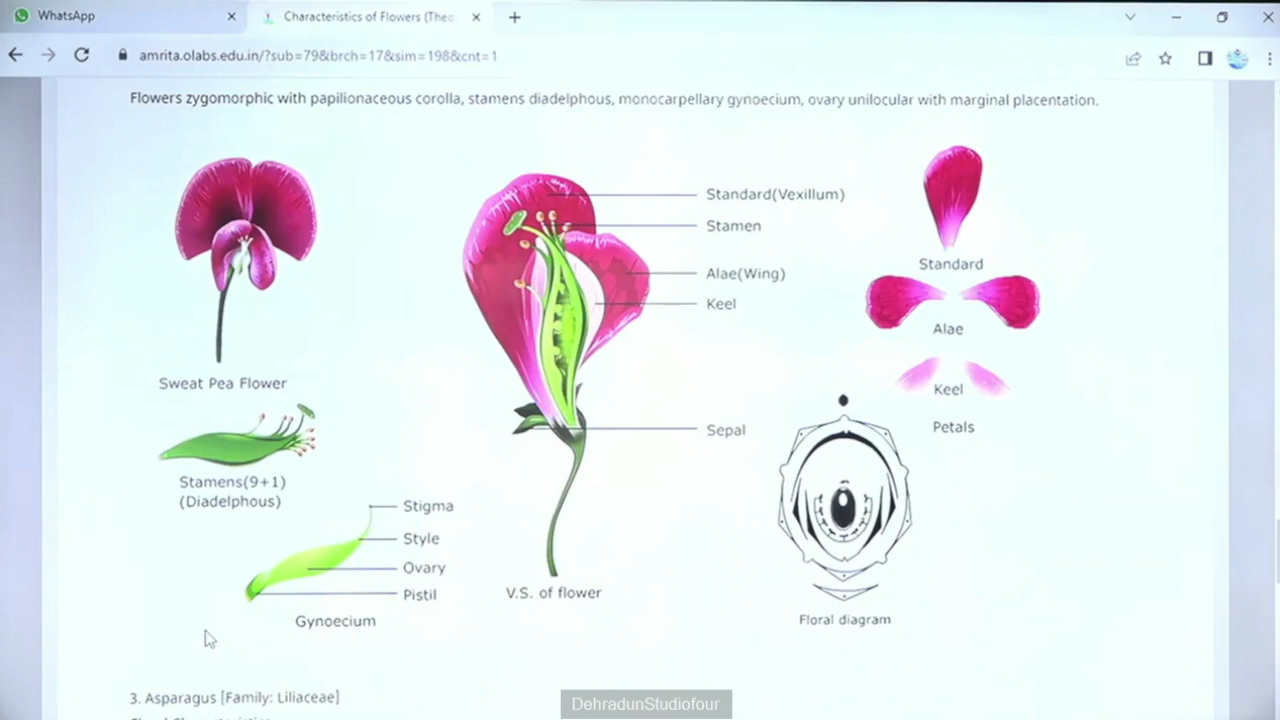 WhatsApp
Characteristics of Flowers (Theo
amrita.olabs.edu.in/?sub=79&brch=17&sim=198&cnt=1
Flowers zygomorphic with papilionaceous corolla, stamens diadelphous, monocarpellary gynoecium, ovary unilocular with marginal placentation.
Standard(Vexillum)
Stamen
Alae(Wing)
Keel
Sepal
V.S. of flower
Sweat Pea Flower
Stamens(9+1)
(Diadelphous)
Stigma
Style
Ovary
Pistil
Gynoecium
Standard
Alae
Keel
Petals
Floral diagram
3. Asparagus [Family: Liliaceae]
DehradunStudiofour